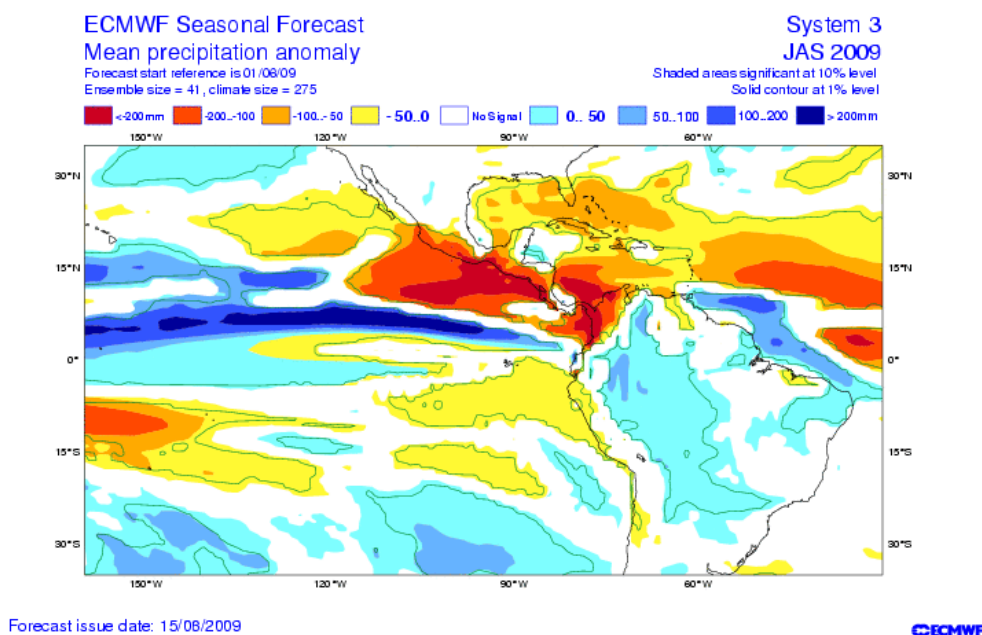 ECMWF Seasonal Forecast
System 3
Mean precipitation anomaly
JAS 2009
Forecast start reference is 01/06/09
Shaded areas significant at 10% level
Ensemble size = 41, climate size = 275
Solid contour at 1% level
<-200mm -200..-100 -100..- 50 - 50..0 No Signal 0.. 50 50..100 100..200 > 200mm
150°W 120°W 90°W 60°W
30°N 30°N
15°N 15°N
0° 0°
15°S 15°S
30°S 30°S
150°W 120°W 90°W 60°W
Forecast issue date: 15/06/2009
ECMWF